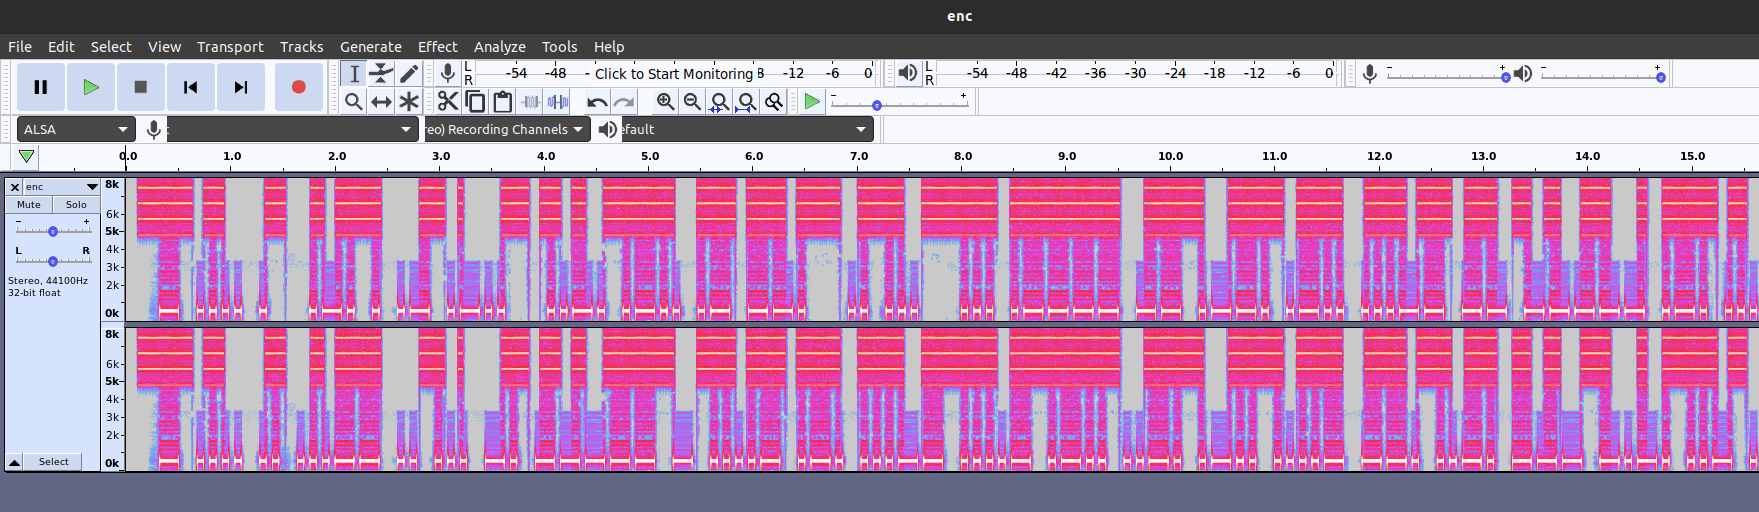 enc
File Edit Select View Transport Tracks Generate Effect Analyze Tools Help
L R -54 -48 - Click to Start Monitoring 8 -12 -6 0 L R -54 -48 -42 -36 -30 -24 -18 -12 -6 0 - + - +
- +
ALSA eo) Recording Channels efault
0.0 1.0 2.0 3.0 4.0 5.0 6.0 7.0 8.0 9.0 10.0 11.0 12.0 13.0 14.0 15.0
enc 8k
Mute Solo
- + 6k
5k
L R 4k
3k
Stereo, 44100Hz 2k
32-bit float
0k
8k
6k
5k
4k
3k
2k
Select 0k